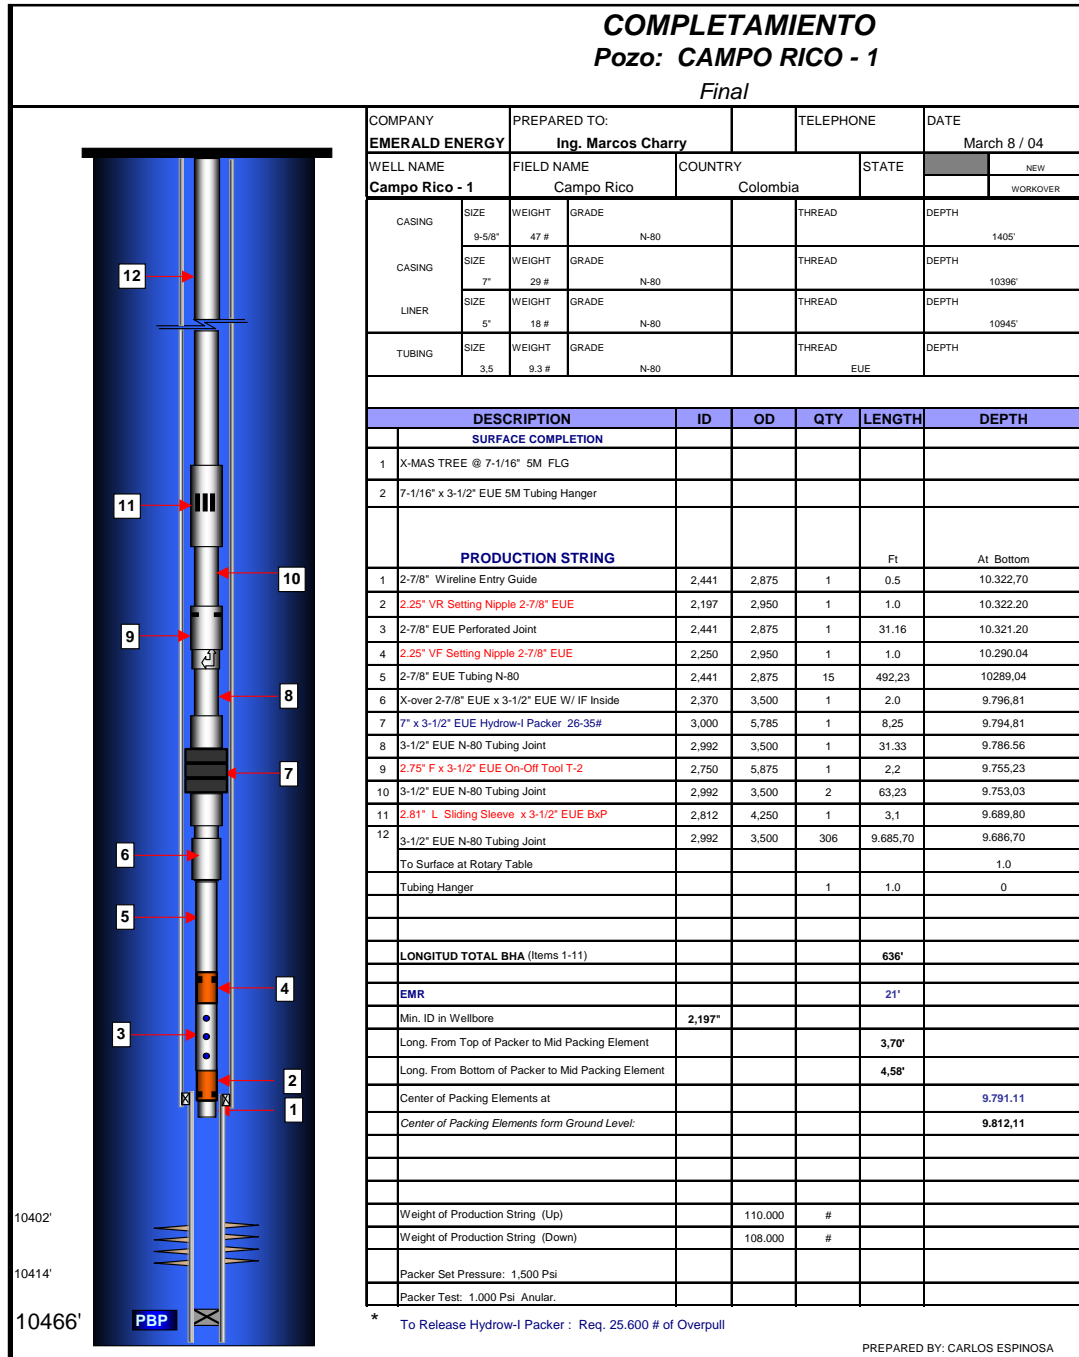 COMPLETAMIENTO
Pozo: CAMPO RICO - 1
Final
COMPANY PREPARED TO: TELEPHONE DATE
EMERALD ENERGY Ing. Marcos Charry March 8 / 04
WELL NAME FIELD NAME COUNTRY STATE NEW
Campo Rico - 1 Campo Rico Colombia WORKOVER
CASING SIZE WEIGHT GRADE THREAD DEPTH
9-5/8" 47 # N-80 1405'
CASING SIZE WEIGHT GRADE THREAD DEPTH
7" 29 # N-80 10396'
LINER SIZE WEIGHT GRADE THREAD DEPTH
5" 18 # N-80 10945'
TUBING SIZE WEIGHT GRADE THREAD DEPTH
3,5 9.3 # N-80 EUE
DESCRIPTION ID OD QTY LENGTH DEPTH
SURFACE COMPLETION
1 X-MAS TREE @ 7-1/16" 5M FLG
2 7-1/16" x 3-1/2" EUE 5M Tubing Hanger
PRODUCTION STRING Ft At Bottom
1 2-7/8" Wireline Entry Guide 2,441 2,875 1 0.5 10.322,70
2 2.25" VR Setting Nipple 2-7/8" EUE 2,197 2,950 1 1.0 10.322.20
3 2-7/8" EUE Perforated Joint 2,441 2,875 1 31.16 10.321.20
4 2.25" VF Setting Nipple 2-7/8" EUE 2,250 2,950 1 1.0 10.290.04
5 2-7/8" EUE Tubing N-80 2,441 2,875 15 492,23 10289,04
6 X-over 2-7/8" EUE x 3-1/2" EUE W/ IF Inside 2,370 3,500 1 2.0 9.796,81
7 7" x 3-1/2" EUE Hydrow-I Packer 26-35# 3,000 5,785 1 8,25 9.794,81
8 3-1/2" EUE N-80 Tubing Joint 2,992 3,500 1 31.33 9.786.56
9 2.75" F x 3-1/2" EUE On-Off Tool T-2 2,750 5,875 1 2,2 9.755,23
10 3-1/2" EUE N-80 Tubing Joint 2,992 3,500 2 63,23 9.753,03
11 2.81" L Sliding Sleeve x 3-1/2" EUE BxP 2,812 4,250 1 3,1 9.689,80
12 3-1/2" EUE N-80 Tubing Joint 2,992 3,500 306 9.685,70 9.686,70
To Surface at Rotary Table 1.0
Tubing Hanger 1 1.0 0
LONGITUD TOTAL BHA (Items 1-11) 636'
EMR 21'
Min. ID in Wellbore 2,197"
Long. From Top of Packer to Mid Packing Element 3,70'
Long. From Bottom of Packer to Mid Packing Element 4,58'
Center of Packing Elements at 9.791.11
Center of Packing Elements form Ground Level: 9.812,11
Weight of Production String (Up) 110.000 #
Weight of Production String (Down) 108.000 #
Packer Set Pressure: 1,500 Psi
Packer Test: 1.000 Psi Anular.
* To Release Hydrow-I Packer : Req. 25.600 # of Overpull
PREPARED BY: CARLOS ESPINOSA
12
11
10
9
8
7
6
5
4
3
2
1
10402'
10414'
10466' PBP